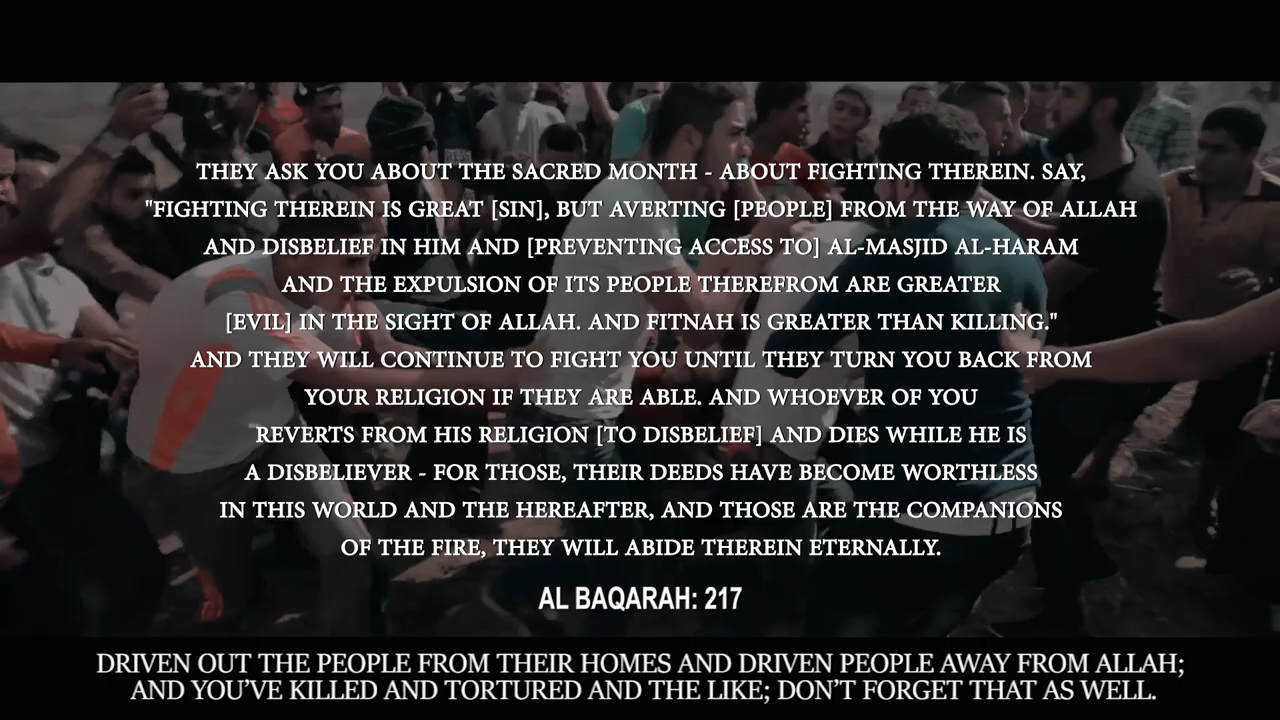 THEY ASK YOU ABOUT THE SACRED MONTH - ABOUT FIGHTING THEREIN. SAY,
"FIGHTING THEREIN IS GREAT [SIN], BUT AVERTING [PEOPLE] FROM THE WAY OF ALLAH
AND DISBELIEF IN HIM AND [PREVENTING ACCESS TO] AL-MASJID AL-HARAM
AND THE EXPULSION OF ITS PEOPLE THEREFROM ARE GREATER
[EVIL] IN THE SIGHT OF ALLAH. AND FITNAH IS GREATER THAN KILLING."
AND THEY WILL CONTINUE TO FIGHT YOU UNTIL THEY TURN YOU BACK FROM
YOUR RELIGION IF THEY ARE ABLE. AND WHOEVER OF YOU
REVERTS FROM HIS RELIGION [TO DISBELIEF] AND DIES WHILE HE IS
A DISBELIEVER - FOR THOSE, THEIR DEEDS HAVE BECOME WORTHLESS
IN THIS WORLD AND THE HEREAFTER, AND THOSE ARE THE COMPANIONS
OF THE FIRE, THEY WILL ABIDE THEREIN ETERNALLY.
AL BAQARAH: 217
DRIVEN OUT THE PEOPLE FROM THEIR HOMES AND DRIVEN PEOPLE AWAY FROM ALLAH;
AND YOU'VE KILLED AND TORTURED AND THE LIKE; DON'T FORGET THAT AS WELL.